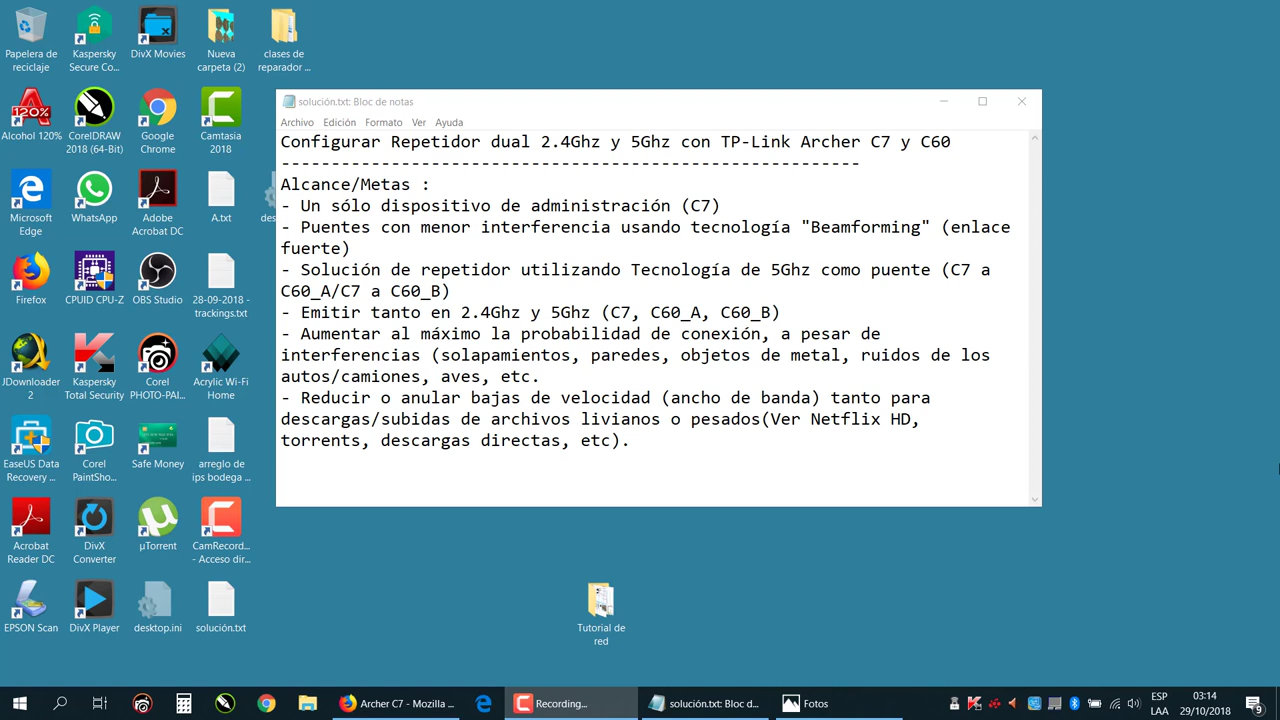 Papelera de reciclaje
Kaspersky Secure Co...
DivX Movies
Nueva carpeta (2)
clases de reparador ...
Alcohol 120%
CorelDRAW 2018 (64-Bit)
Google Chrome
Camtasia 2018
Microsoft Edge
WhatsApp
Adobe Acrobat DC
A.txt
Firefox
CPUID CPU-Z
OBS Studio
28-09-2018 - trackings.txt
JDownloader 2
Kaspersky Total Security
Corel PHOTO-PAI...
Acrylic Wi-Fi Home
EaseUS Data Recovery ...
Corel PaintSho...
Safe Money
arreglo de ips bodega ...
Acrobat Reader DC
DivX Converter
µTorrent
CamRecord... - Acceso dir...
EPSON Scan
DivX Player
desktop.ini
solución.txt
Tutorial de red
solución.txt: Bloc de notas
Archivo Edición Formato Ver Ayuda
Configurar Repetidor dual 2.4Ghz y 5Ghz con TP-Link Archer C7 y C60
----------------------------------------------------------
Alcance/Metas :
- Un sólo dispositivo de administración (C7)
- Puentes con menor interferencia usando tecnología "Beamforming" (enlace
fuerte)
- Solución de repetidor utilizando Tecnología de 5Ghz como puente (C7 a
C60_A/C7 a C60_B)
- Emitir tanto en 2.4Ghz y 5Ghz (C7, C60_A, C60_B)
- Aumentar al máximo la probabilidad de conexión, a pesar de
interferencias (solapamientos, paredes, objetos de metal, ruidos de los
autos/camiones, aves, etc.
- Reducir o anular bajas de velocidad (ancho de banda) tanto para
descargas/subidas de archivos livianos o pesados(Ver Netflix HD,
torrents, descargas directas, etc).
Archer C7 - Mozilla ...
Recording...
solución.txt: Bloc d...
Fotos
ESP
LAA
03:14
29/10/2018
9